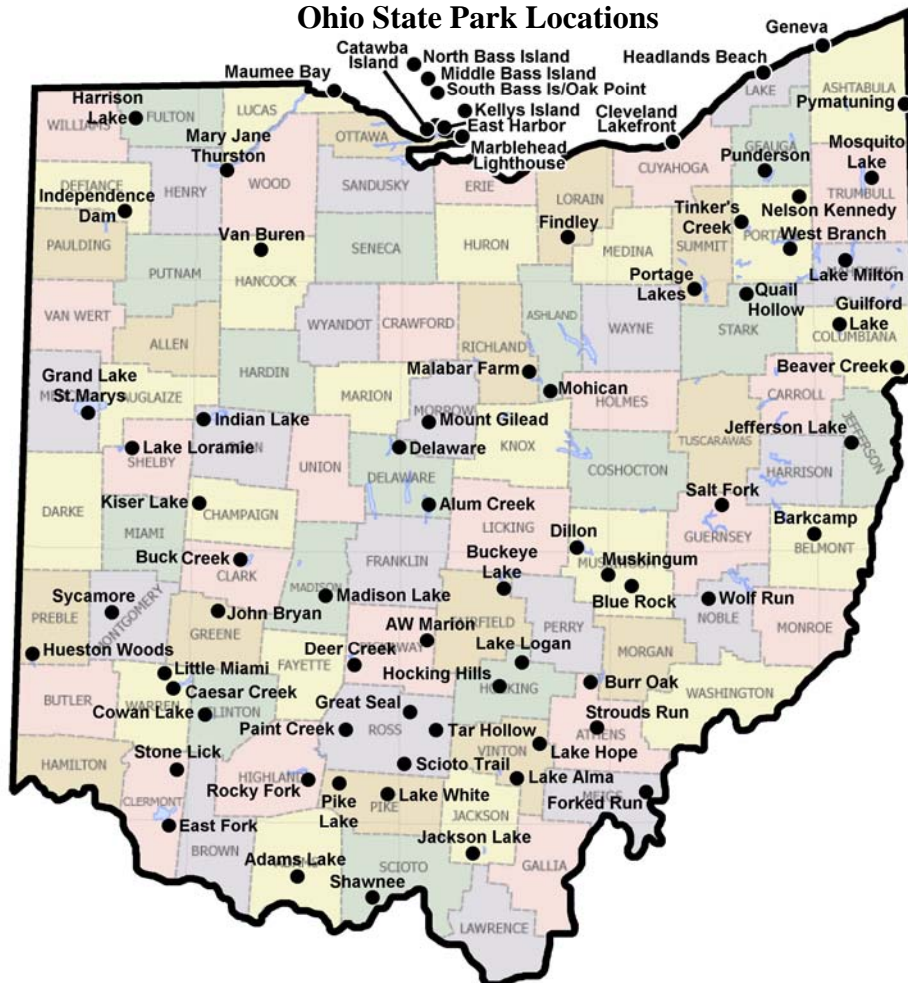 Ohio State Park Locations
Geneva
Catawba
Island
North Bass Island
Headlands Beach
Middle Bass Island
Maumee Bay
South Bass Is/Oak Point
LAKE
ASHTABULA
Harrison
Lake
FULTON
LUCAS
Kellys Island
Cleveland
Lakefront
Pymatuning
WILLIAMS
OTTAWA
East Harbor
Mary Jane
Thurston
Marblehead
Lighthouse
GEAUGA
Mosquito
Lake
CUYAHOGA
Punderson
WOOD
SANDUSKY
ERIE
TRUMBULL
DEFIANCE
HENRY
LORAIN
Independence
Dam
Tinker's
Creek
Nelson Kennedy
Findley
PAULDING
Van Buren
SENECA
HURON
MEDINA
SUMMIT
West Branch
PUTNAM
HANCOCK
Portage
Lakes
Lake Milton
Quail
Hollow
VAN WERT
WYANDOT
CRAWFORD
ASHLAND
WAYNE
STARK
Guilford
Lake
COLUMBIANA
ALLEN
RICHLAND
Grand Lake
St.Marys
HARDIN
Malabar Farm
Beaver Creek
AUGLAIZE
MARION
Mohican
HOLMES
CARROLL
MORROW
Indian Lake
Mount Gilead
JEFFERSON
Lake Loramie
Delaware
KNOX
TUSCARAWAS
Jefferson Lake
SHELBY
UNION
DELAWARE
COSHOCTON
HARRISON
Kiser Lake
Alum Creek
Salt Fork
DARKE
CHAMPAIGN
LICKING
Barkcamp
MIAMI
Dillon
GUERNSEY
BELMONT
Buck Creek
FRANKLIN
Buckeye
Lake
Muskingum
CLARK
MADISON
Sycamore
Madison Lake
Blue Rock
Wolf Run
PREBLE
MONTGOMERY
John Bryan
FAIRFIELD
PERRY
NOBLE
MONROE
GREENE
AW Marion
Hueston Woods
Deer Creek
Lake Logan
MORGAN
Little Miami
FAYETTE
Hocking Hills
Burr Oak
BUTLER
WARREN
Caesar Creek
HOCKING
WASHINGTON
Cowan Lake
CLINTON
Great Seal
Strouds Run
Paint Creek
ROSS
Tar Hollow
ATHENS
VINTON
Lake Hope
Stone Lick
HAMILTON
Scioto Trail
HIGHLAND
Rocky Fork
Lake Alma
Pike
Lake
PIKE
Lake White
MEIGS
Forked Run
CLERMONT
JACKSON
East Fork
BROWN
Jackson Lake
Adams Lake
GALLIA
ADAMS
SCIOTO
Shawnee
LAWRENCE